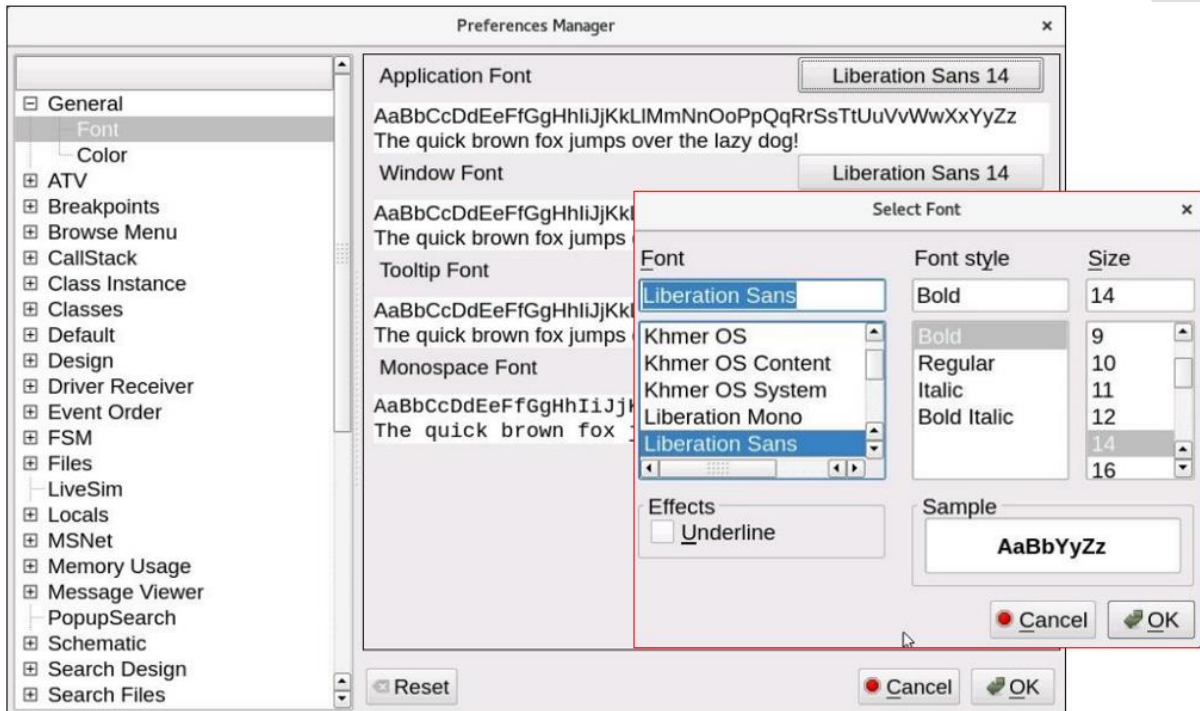 Preferences Manager
General
Font
Color
ATV
Breakpoints
Browse Menu
CallStack
Class Instance
Classes
Default
Design
Driver Receiver
Event Order
FSM
Files
LiveSim
Locals
MSNet
Memory Usage
Message Viewer
PopupSearch
Schematic
Search Design
Search Files
Application Font
Liberation Sans 14
AaBbCcDdEeFfGgHhIiJjKkLlMmNnOoPpQqRrSsTtUuVvWwXxYyZz
The quick brown fox jumps over the lazy dog!
Window Font
Liberation Sans 14
AaBbCcDdEeFfGgHhIiJjKkL
The quick brown fox jumps
Tooltip Font
AaBbCcDdEeFfGgHhIiJjKkL
The quick brown fox jumps
Monospace Font
AaBbCcDdEeFfGgHhIiJjK
The quick brown fox
Reset
Cancel
OK
Select Font
Font
Font style
Size
Liberation Sans
Bold
14
Khmer OS
Khmer OS Content
Khmer OS System
Liberation Mono
Liberation Sans
Bold
Regular
Italic
Bold Italic
9
10
11
12
14
16
Effects
Underline
Sample
AaBbYyZz
Cancel
OK